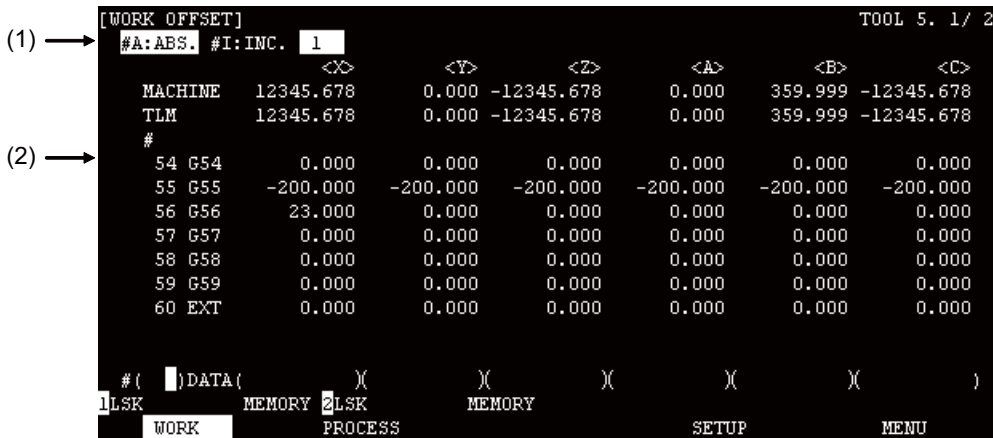 [WORK OFFSET] TOOL 5. 1/ 2
(1) #A:ABS. #I:INC. 1
<X> <Y> <Z> <A> <B> <C>
MACHINE 12345.678 0.000 -12345.678 0.000 359.999 -12345.678
TLM 12345.678 0.000 -12345.678 0.000 359.999 -12345.678
#
(2) 54 G54 0.000 0.000 0.000 0.000 0.000 0.000
55 G55 -200.000 -200.000 -200.000 -200.000 -200.000 -200.000
56 G56 23.000 0.000 0.000 0.000 0.000 0.000
57 G57 0.000 0.000 0.000 0.000 0.000 0.000
58 G58 0.000 0.000 0.000 0.000 0.000 0.000
59 G59 0.000 0.000 0.000 0.000 0.000 0.000
60 EXT 0.000 0.000 0.000 0.000 0.000 0.000
#( )DATA( )( )( )( )( )( )
1LSK MEMORY 2LSK MEMORY
WORK PROCESS SETUP MENU